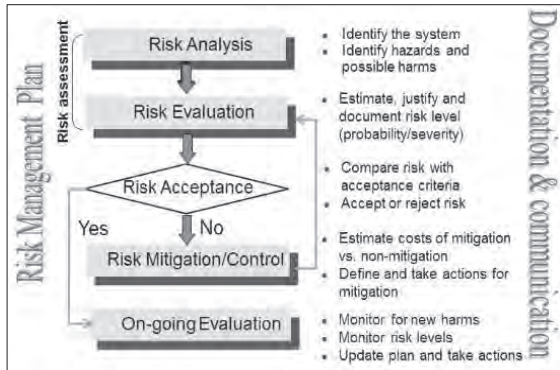 Risk Management Plan
Risk assessment
Risk Analysis
• Identify the system
• Identify hazards and
possible harms
Risk Evaluation
• Estimate, justify and
document risk level
(probability/severity)
Risk Acceptance
• Compare risk with
acceptance criteria
• Accept or reject risk
Yes
No
Risk Mitigation/Control
• Estimate costs of mitigation
vs. non-mitigation
• Define and take actions for
mitigation
On-going Evaluation
• Monitor for new harms
• Monitor risk levels
• Update plan and take actions
Documentation & communication